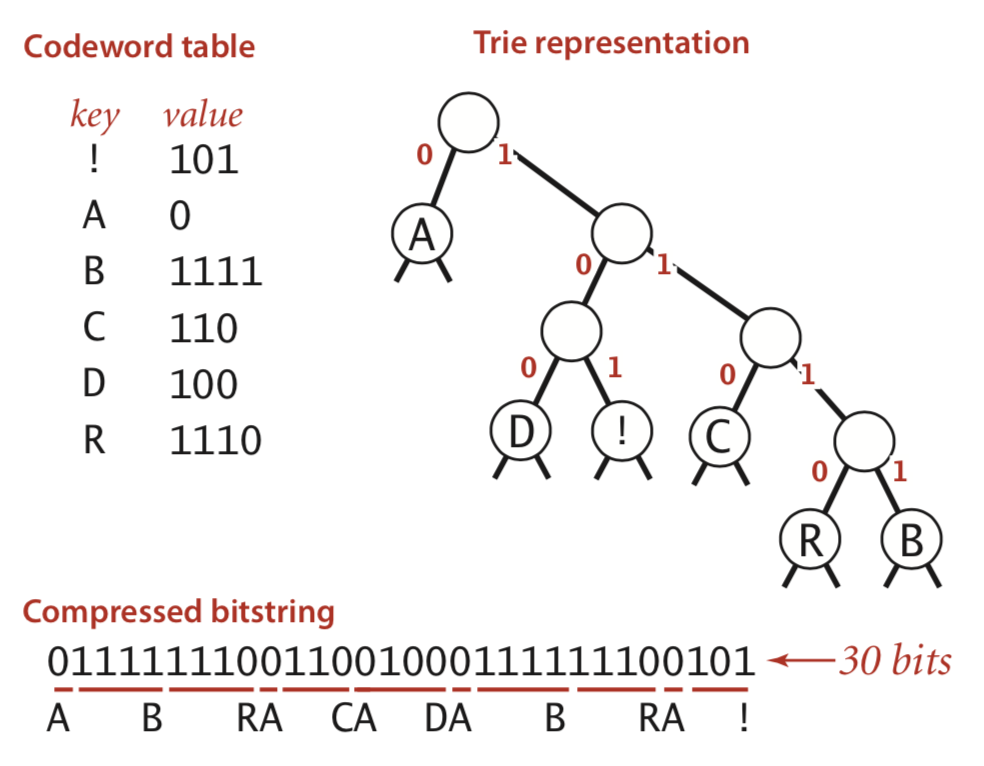 Codeword table
key value
! 101
A 0
B 1111
C 110
D 100
R 1110
Trie representation
0 1
A
0 1
0 1 0 1
D ! C
0 1
R B
Compressed bitstring
011111110011001000111111100101 30 bits
A B RA CA DA B RA !